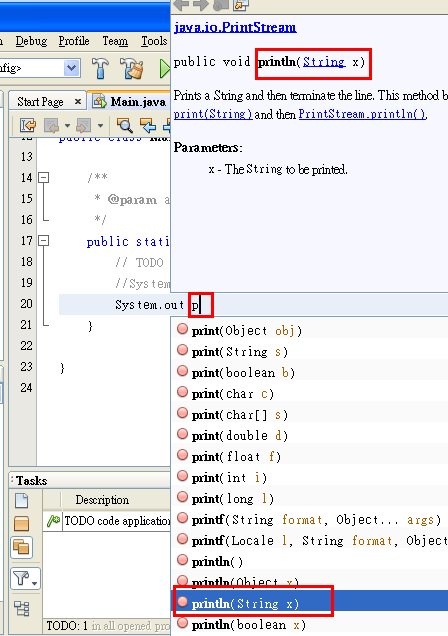 java.io.PrintStream
Debug Profile Team Tools
public void println(String x)
nfig>
Prints a String and then terminate the line. This method b
Start Page Main.java
print(String) and then PrintStream.println().
Parameters:
x - The String to be printed.
12 public class
13
14 /**
15 * @param a
16 */
17 public stati
18 // TODO
19 //System
20 System.out p
21 }
22
23 }
24
print(Object obj)
print(String s)
print(boolean b)
print(char c)
print(char[] s)
print(double d)
print(float f)
print(int i)
print(long l)
printf(String format, Object... args)
printf(Locale l, String format, Object
println()
println(Object x)
println(String x)
println(boolean x)
Tasks
Description
TODO code application
TODO: 1 in all opened pro